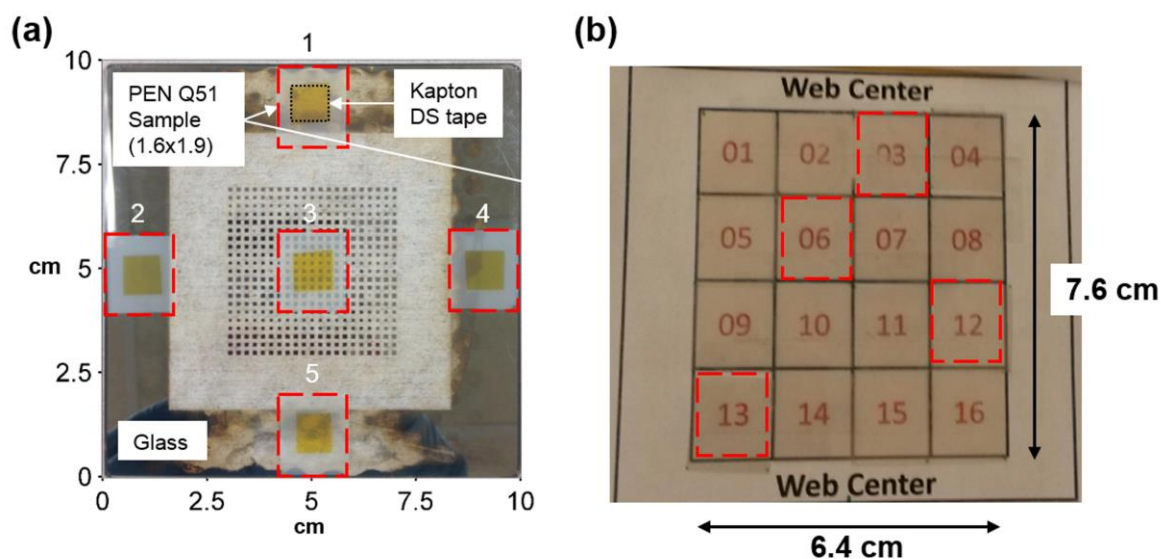 (a)
1
10
PEN Q51
Sample
(1.6x1.9)
Kapton
DS tape
7.5
2
3
4
cm
5
2.5
5
Glass
0
0
2.5
5
7.5
10
cm
(b)
Web Center
01 02 03 04
05 06 07 08
09 10 11 12
13 14 15 16
Web Center
7.6 cm
6.4 cm